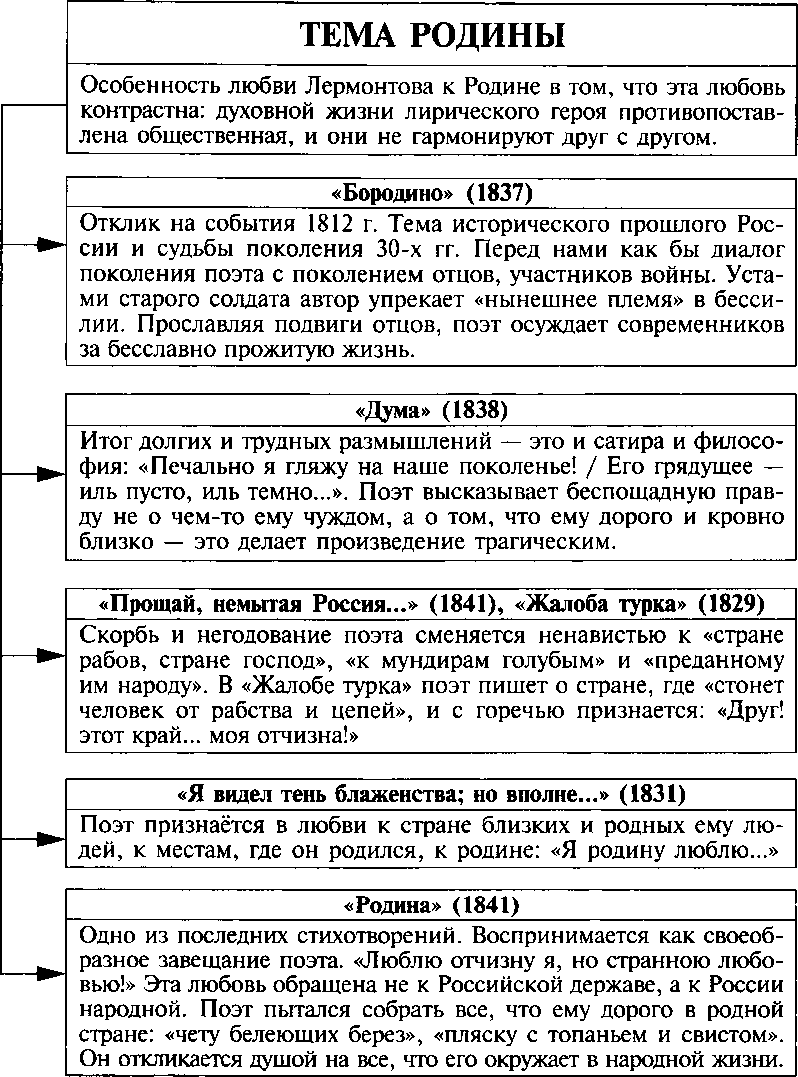 ТЕМА РОДИНЫ
Особенность любви Лермонтова к Родине в том, что эта любовь
контрастна: духовной жизни лирического героя противопостав-
лена общественная, и они не гармонируют друг с другом.
«Бородино» (1837)
Отклик на события 1812 г. Тема исторического прошлого Рос-
сии и судьбы поколения 30-х гг. Перед нами как бы диалог
поколения поэта с поколением отцов, участников войны. Уста-
ми старого солдата автор упрекает «нынешнее племя» в бесси-
лии. Прославляя подвиги отцов, поэт осуждает современников
за бесславно прожитую жизнь.
«Дума» (1838)
Итог долгих и трудных размышлений — это и сатира и филосо-
фия: «Печально я гляжу на наше поколенье! / Его грядущее —
иль пусто, иль темно...». Поэт высказывает беспощадную прав-
ду не о чем-то ему чуждом, а о том, что ему дорого и кровно
близко — это делает произведение трагическим.
«Прощай, немытая Россия...» (1841), «Жалоба турка» (1829)
Скорбь и негодование поэта сменяется ненавистью к «стране
рабов, стране господ», «к мундирам голубым» и «преданному
им народу». В «Жалобе турка» поэт пишет о стране, где «стонет
человек от рабства и цепей», и с горечью признается: «Друг!
этот край... моя отчизна!»
«Я видел тень блаженства; но вполне...» (1831)
Поэт признаётся в любви к стране близких и родных ему лю-
дей, к местам, где он родился, к родине: «Я родину люблю...»
«Родина» (1841)
Одно из последних стихотворений. Воспринимается как своеоб-
разное завещание поэта. «Люблю отчизну я, но странною любо-
вью!» Эта любовь обращена не к Российской державе, а к России
народной. Поэт пытался собрать все, что ему дорого в родной
стране: «чету белеющих берез», «пляску с топаньем и свистом».
Он откликается душой на все, что его окружает в народной жизни.